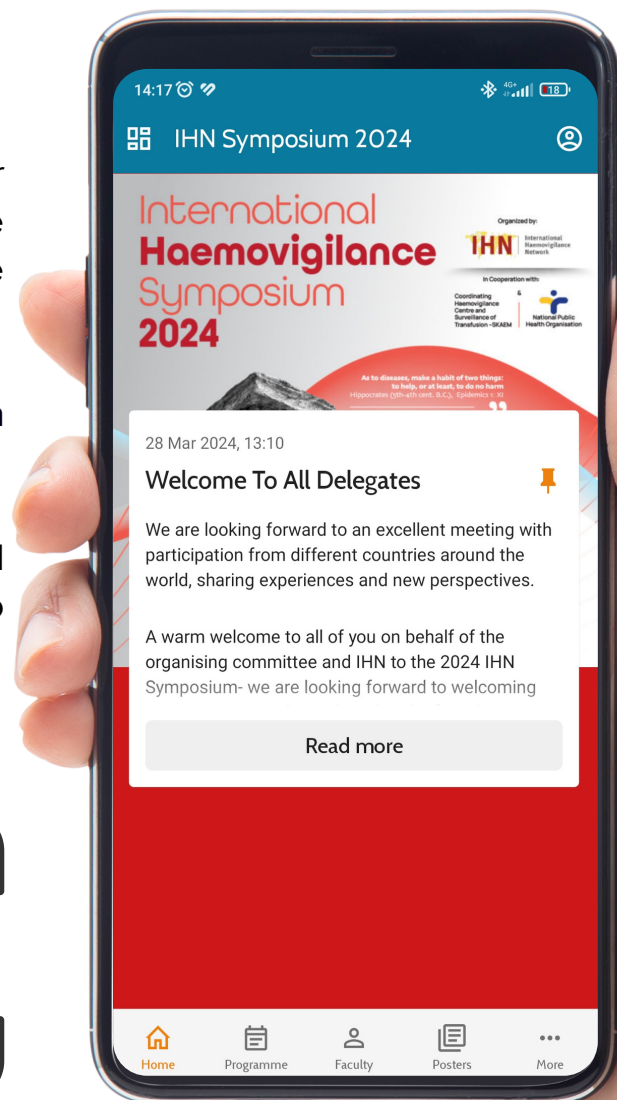 14:17
4G+
18
IHN Symposium 2024
International
Haemovigilance
Symposium
2024
Organized by:
IHN
International
Haemovigilance
Network
In Cooperation with:
Coordinating
Haemovigilance
Centre and
Surveillance of
Transfusion -SKAEM
&
National Public
Health Organisation
As to diseases, make a habit of two things:
to help, or at least, to do no harm
Hippocrates (5th-4th cent. B.C.), Epidemics v. XI
28 Mar 2024, 13:10
Welcome To All Delegates
We are looking forward to an excellent meeting with
participation from different countries around the
world, sharing experiences and new perspectives.
A warm welcome to all of you on behalf of the
organising committee and IHN to the 2024 IHN
Symposium- we are looking forward to welcoming
Read more
Home
Programme
Faculty
Posters
More